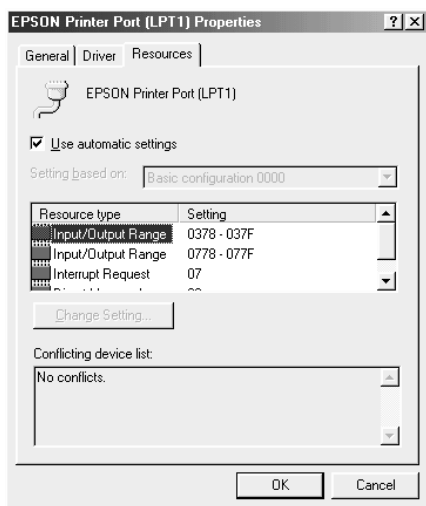 EPSON Printer Port (LPT1) Properties
General Driver Resources
EPSON Printer Port (LPT1)
Use automatic settings
Setting based on: Basic configuration 0000
Resource type Setting
Input/Output Range 0378 - 037F
Input/Output Range 0778 - 077F
Interrupt Request 07
Change Setting...
Conflicting device list:
No conflicts.
OK Cancel